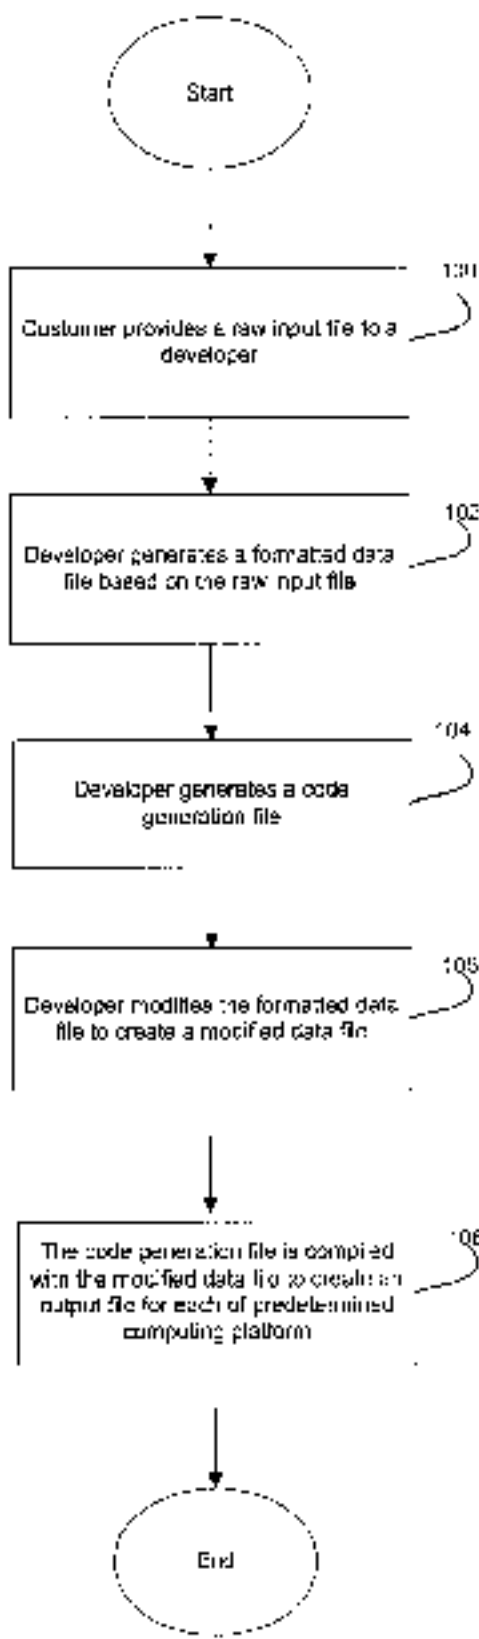 Start
100
Customer provides a raw input file to a
developer
102
Developer generates a formatted data
file based on the raw input file
104
Developer generates a code
generation file
Developer modifies the formatted data
file to create a modified data file
The code generation file is compiled
with the modified data file to create an
output file for each of predetermined
computing platform
End